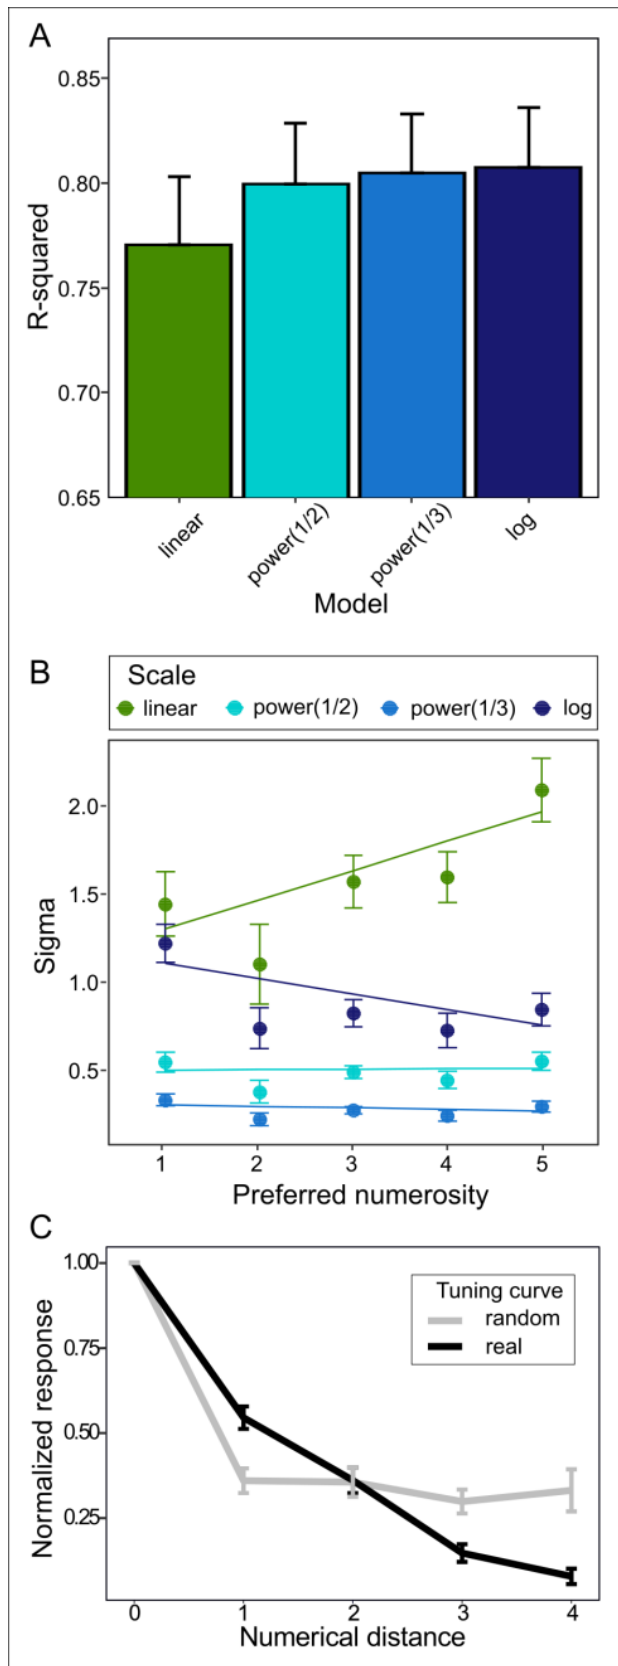 A
0.85
0.80
0.75
0.70
0.65
R-squared
linear
power(1/2)
power(1/3)
log
Model
B
Scale
linear power(1/2) power(1/3) log
2.0
1.5
1.0
0.5
Sigma
1 2 3 4 5
Preferred numerosity
C
1.00
0.75
0.50
0.25
Normalized response
Tuning curve
random
real
0 1 2 3 4
Numerical distance